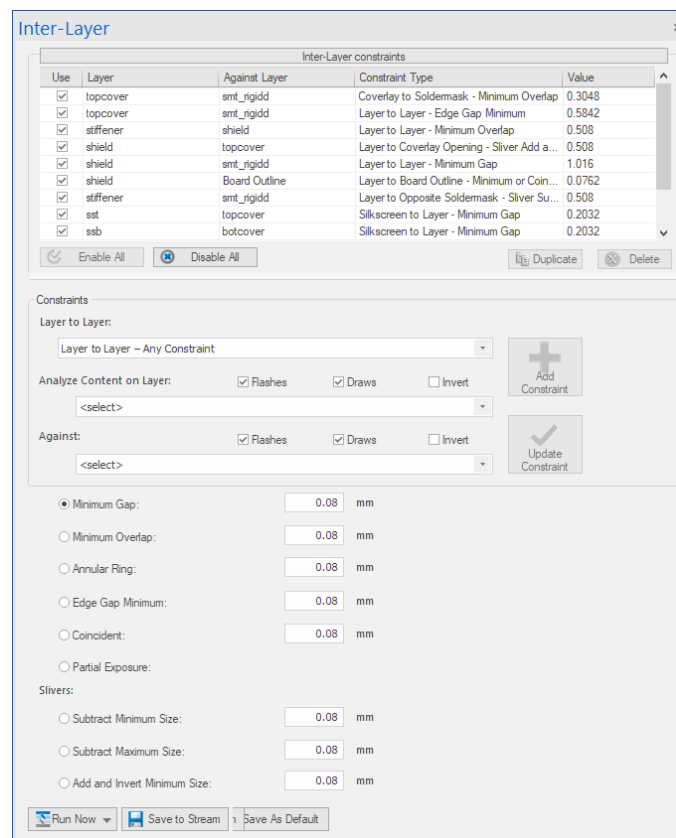 Inter-Layer
Inter-Layer constraints
Use Layer Against Layer Constraint Type Value
topcover smt_rigidd Coverlay to Soldermask - Minimum Overlap 0.3048
topcover smt_rigidd Layer to Layer - Edge Gap Minimum 0.5842
stiffener shield Layer to Layer - Minimum Overlap 0.508
shield topcover Layer to Coverlay Opening - Sliver Add a... 0.508
shield smt_rigidd Layer to Layer - Minimum Gap 1.016
shield Board Outline Layer to Board Outline - Minimum or Coin... 0.0762
stiffener smt_rigidd Layer to Opposite Soldermask - Sliver Su... 0.508
sst topcover Silkscreen to Layer - Minimum Gap 0.2032
ssb botcover Silkscreen to Layer - Minimum Gap 0.2032
Enable All Disable All Duplicate Delete
Constraints
Layer to Layer:
Layer to Layer – Any Constraint
Add
Constraint
Analyze Content on Layer: Flashes Draws Invert
<select>
Against: Flashes Draws Invert
<select>
Update
Constraint
Minimum Gap: 0.08 mm
Minimum Overlap: 0.08 mm
Annular Ring: 0.08 mm
Edge Gap Minimum: 0.08 mm
Coincident: 0.08 mm
Partial Exposure:
Slivers:
Subtract Minimum Size: 0.08 mm
Subtract Maximum Size: 0.08 mm
Add and Invert Minimum Size: 0.08 mm
Run Now Save to Stream Save As Default